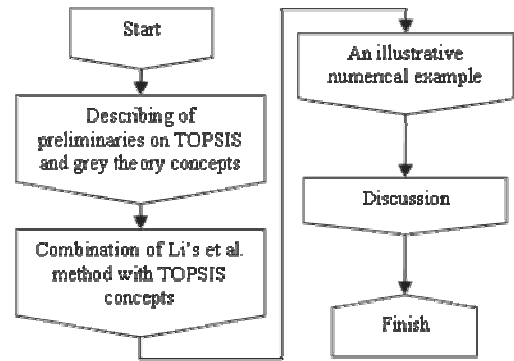 Start
Describing of
preliminaries on TOPSIS
and grey theory concepts
Combination of Li's et al.
method with TOPSIS
concepts
An illustrative
numerical example
Discussion
Finish